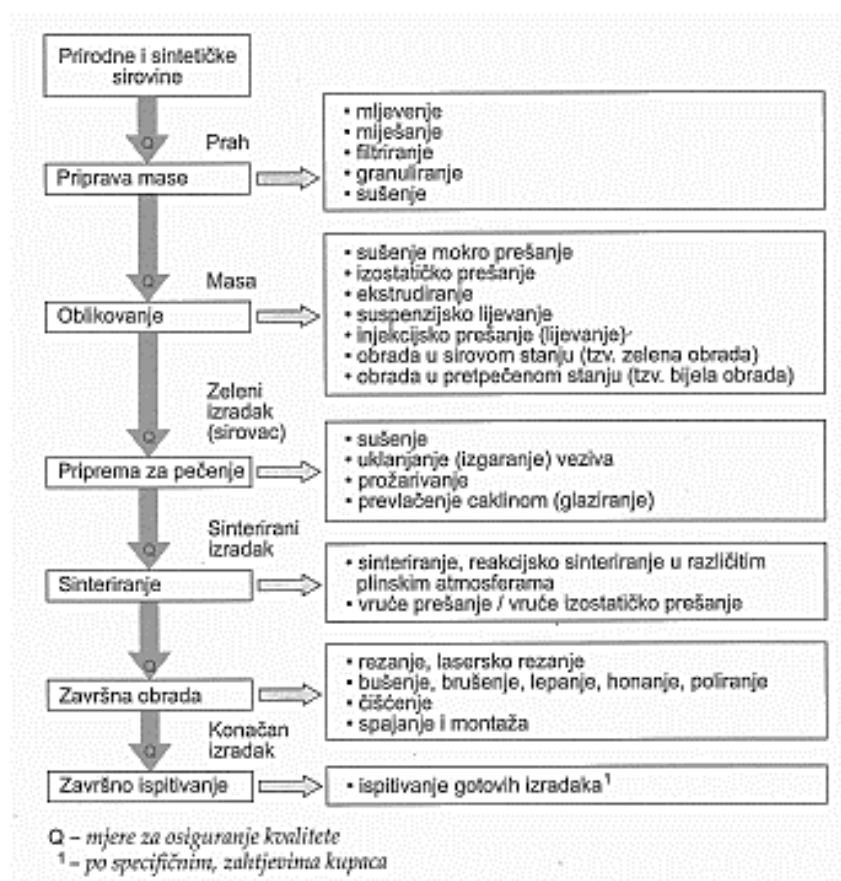 Prirodne i sintetičke
sirovine
Q
Prah
Priprava mase
• mljevenje
• miješanje
• filtriranje
• granuliranje
• sušenje
Q
Masa
Oblikovanje
• sušenje mokro prešanje
• izostatičko prešanje
• ekstrudiranje
• suspenzijsko lijevanje
• injekcijsko prešanje (lijevanje)
• obrada u sirovom stanju (tzv. zelena obrada)
• obrada u pretpečenom stanju (tzv. bijela obrada)
Zeleni
izradak
(sirovac)
Q
Priprema za pečenje
• sušenje
• uklanjanje (izgaranje) veziva
• prožarivanje
• prevlačenje caklinom (glaziranje)
Sinterirani
izradak
Q
Sinteriranje
• sinteriranje, reakcijsko sinteriranje u različitim
plinskim atmosferama
• vruće prešanje / vruće izostatičko prešanje
Q
Završna obrada
• rezanje, lasersko rezanje
• bušenje, brušenje, lepanje, honanje, poliranje
• čišćenje
• spajanje i montaža
Konačan
izradak
Q
Završno ispitivanje
• ispitivanje gotovih izradaka¹
Q – mjere za osiguranje kvalitete
¹ – po specifičnim, zahtjevima kupaca